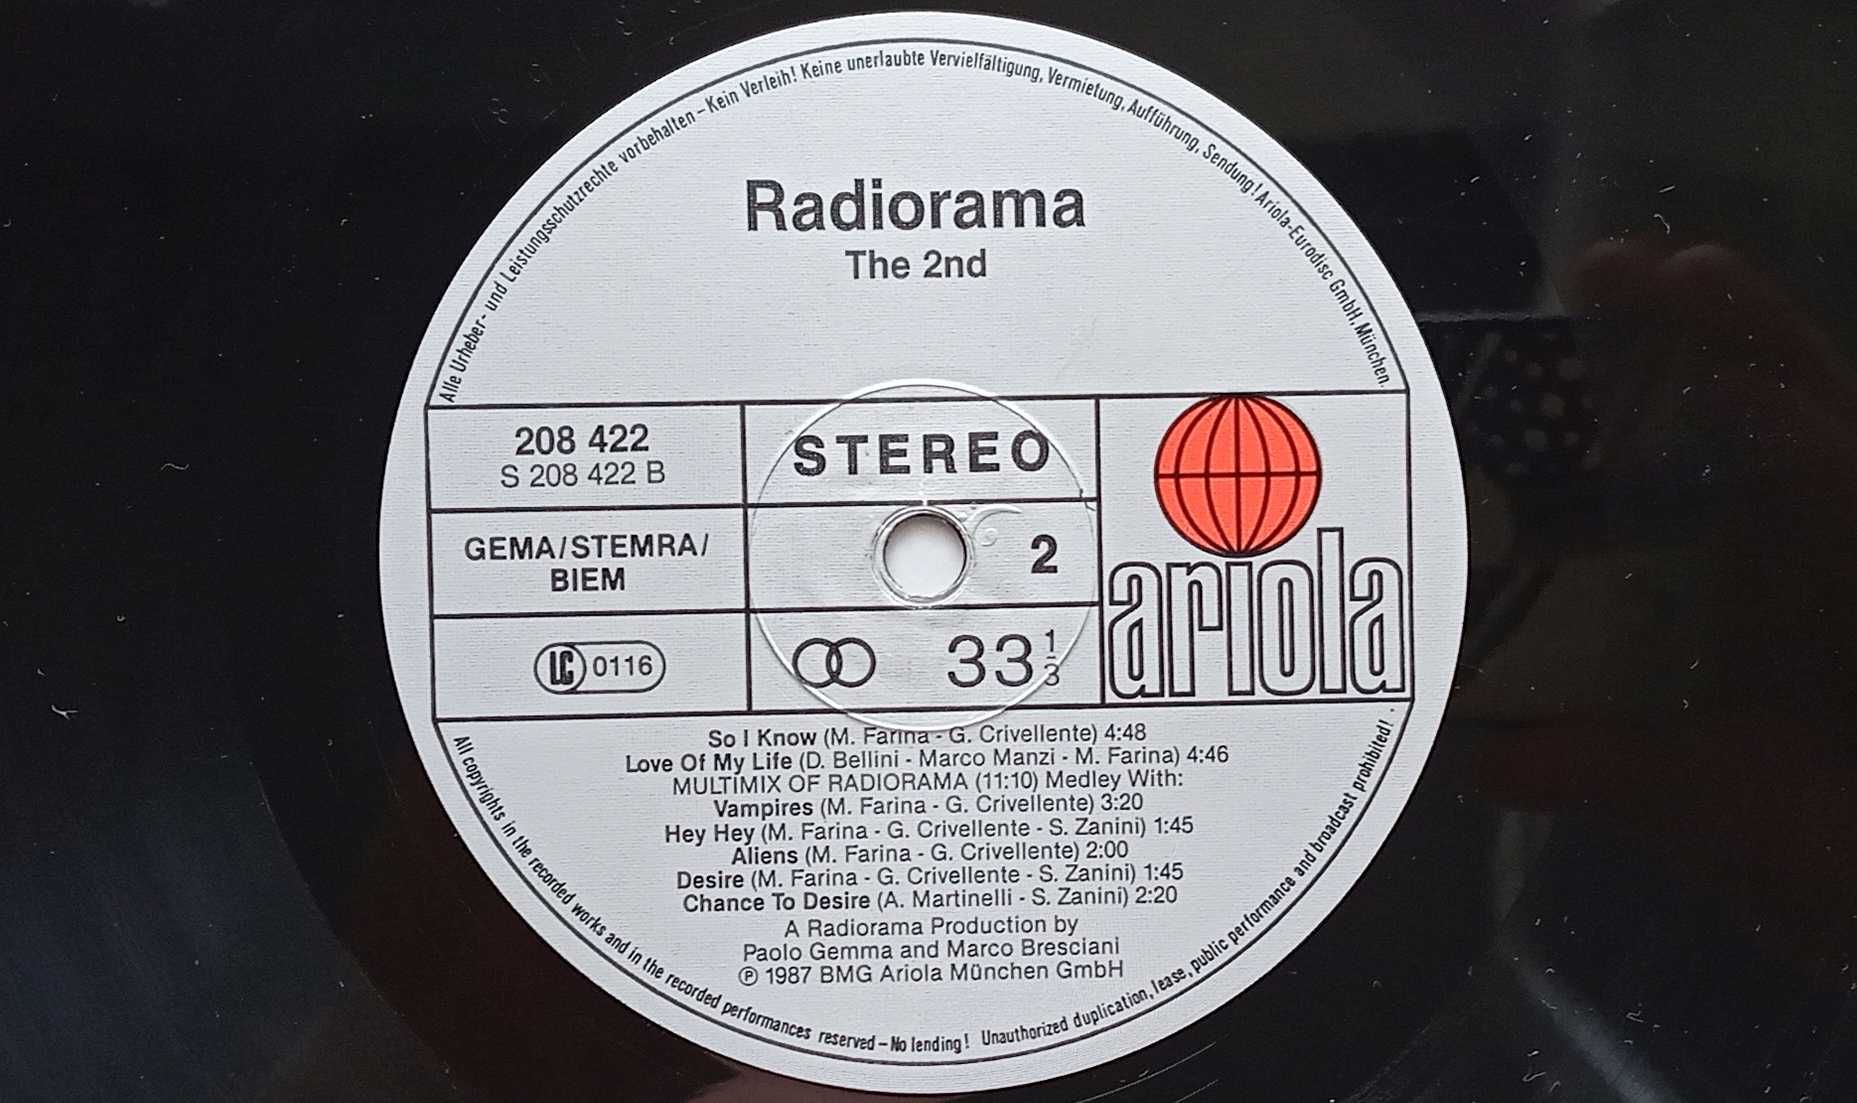 Alle Urheber- und Leistungsschutzrechte vorbehalten – Kein Verleih! Keine unerlaubte Vervielfältigung, Vermietung, Aufführung, Sendung! Ariola-Eurodisc GmbH, München.
Radiorama
The 2nd
208 422
S 208 422 B
STEREO
GEMA/STEMRA/
BIEM
2
LC 0116
33 1/3
ariola
So I Know (M. Farina - G. Crivellente) 4:48
Love Of My Life (D. Bellini - Marco Manzi - M. Farina) 4:46
MULTIMIX OF RADIORAMA (11:10) Medley With:
Vampires (M. Farina - G. Crivellente) 3:20
Hey Hey (M. Farina - G. Crivellente - S. Zanini) 1:45
Aliens (M. Farina - G. Crivellente) 2:00
Desire (M. Farina - G. Crivellente - S. Zanini) 1:45
Chance To Desire (A. Martinelli - S. Zanini) 2:20
A Radiorama Production by
Paolo Gemma and Marco Bresciani
℗ 1987 BMG Ariola München GmbH
All copyrights in the recorded works and in the recorded performances reserved – No lending! Unauthorized duplication, lease, public performance and broadcast prohibited!